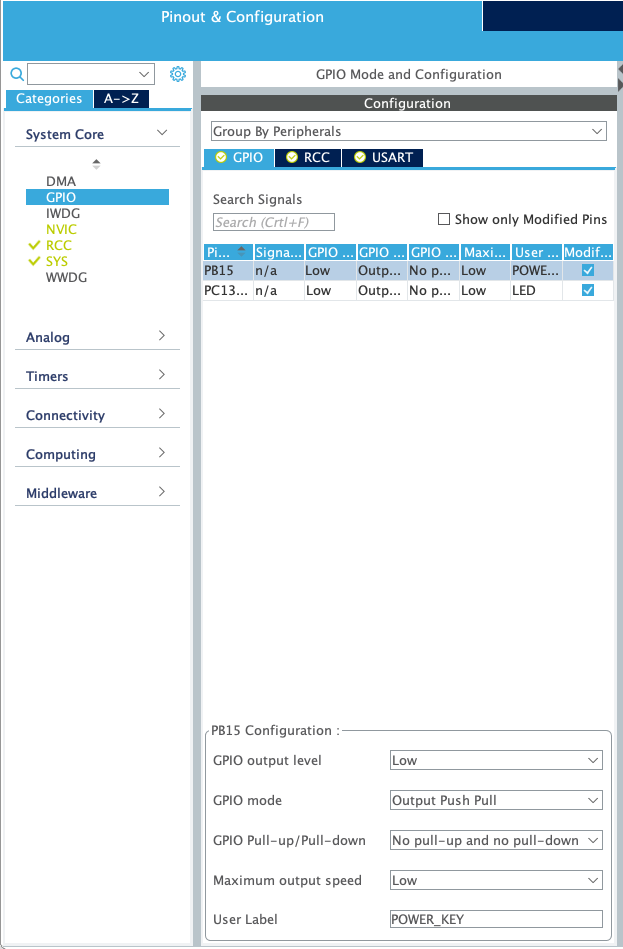 Pinout & Configuration
GPIO Mode and Configuration
Categories A->Z
Configuration
System Core
Group By Peripherals
GPIO RCC USART
DMA
GPIO
IWDG
NVIC
RCC
SYS
WWDG
Analog
Timers
Connectivity
Computing
Middleware
Search Signals
Search (Crtl+F)
Show only Modified Pins
Pi... Signa... GPIO ... GPIO ... GPIO ... Maxi... User ... Modif...
PB15 n/a Low Outp... No p... Low POWE...
PC13... n/a Low Outp... No p... Low LED
PB15 Configuration :
GPIO output level Low
GPIO mode Output Push Pull
GPIO Pull-up/Pull-down No pull-up and no pull-down
Maximum output speed Low
User Label POWER_KEY